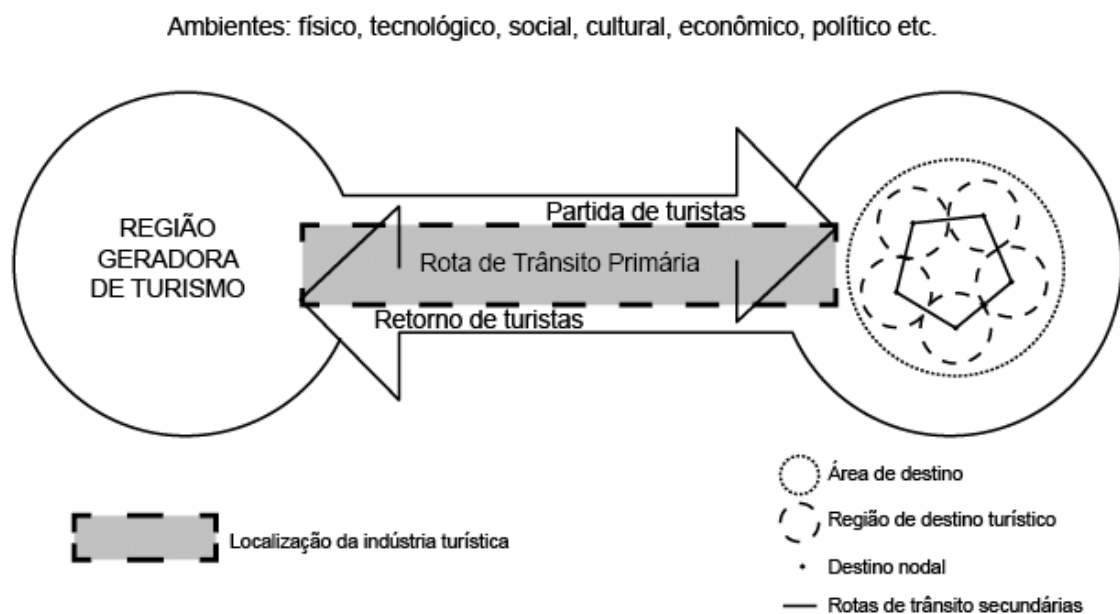 Ambientes: físico, tecnológico, social, cultural, econômico, político etc.
REGIÃO
GERADORA
DE TURISMO
Partida de turistas
Rota de Trânsito Primária
Retorno de turistas
Localização da indústria turística
Área de destino
Região de destino turístico
Destino nodal
Rotas de trânsito secundárias